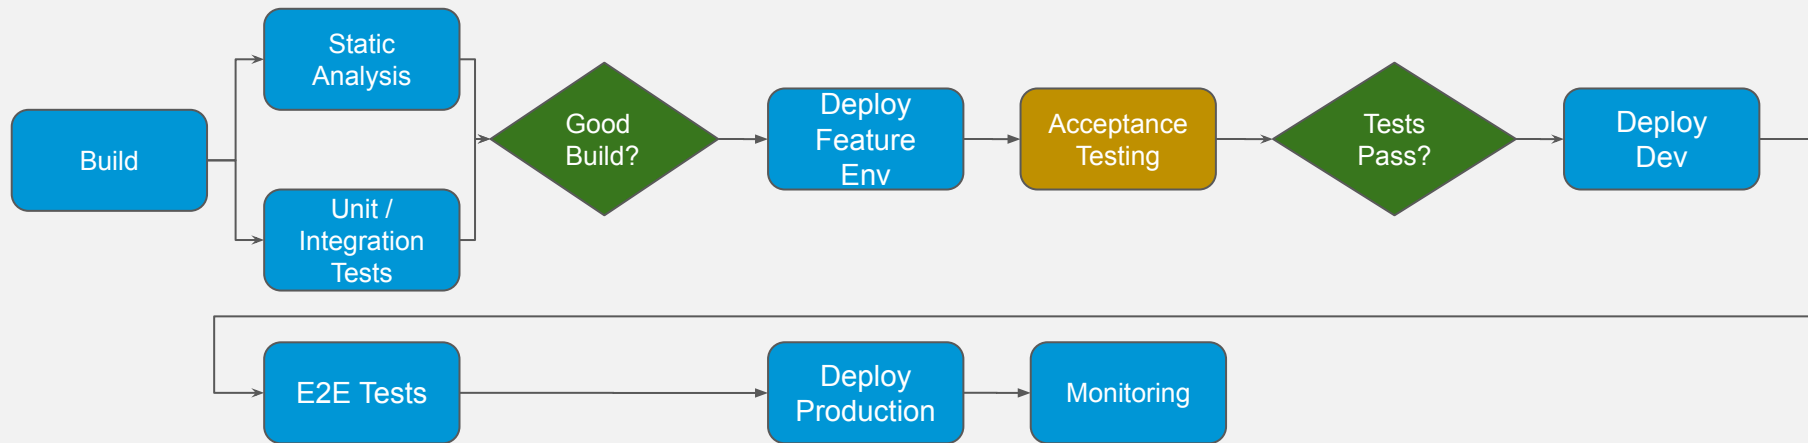 Build
Static
Analysis
Unit /
Integration
Tests
Good
Build?
Deploy
Feature
Env
Acceptance
Testing
Tests
Pass?
Deploy
Dev
E2E Tests
Deploy
Production
Monitoring